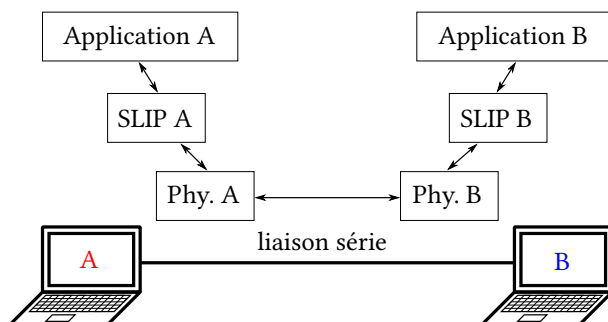 Application A
Application B
SLIP A
SLIP B
Phy. A
Phy. B
liaison série
A
B